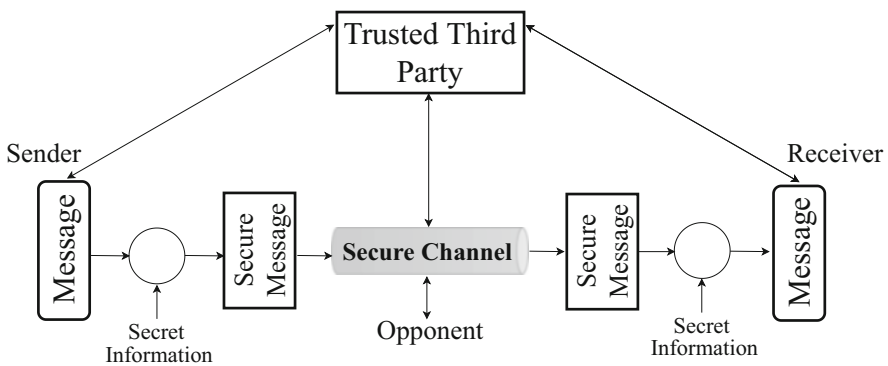 Trusted Third
Party
Sender
Receiver
Message
Secure
Message
Secure Channel
Secure
Message
Message
Opponent
Secret
Information
Secret
Information